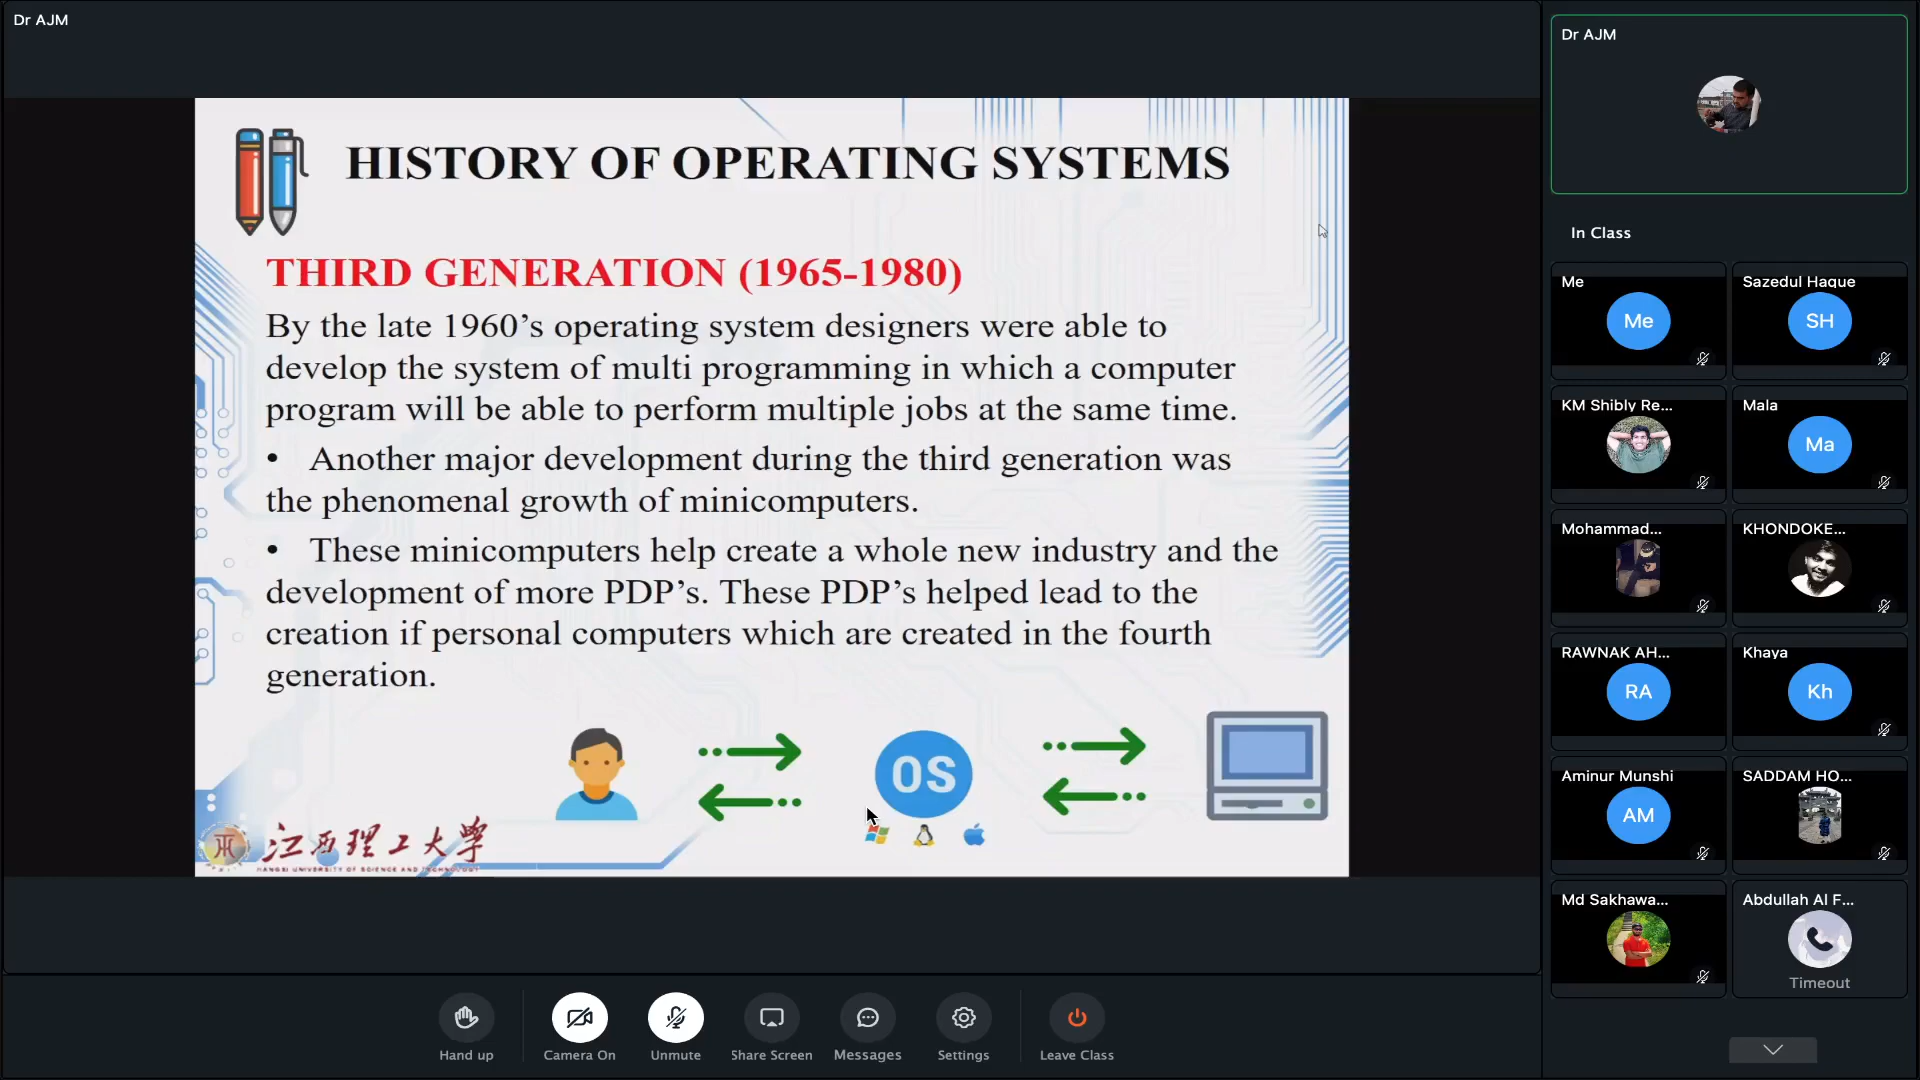 Dr AJM
HISTORY OF OPERATING SYSTEMS
THIRD GENERATION (1965-1980)
By the late 1960’s operating system designers were able to
develop the system of multi programming in which a computer
program will be able to perform multiple jobs at the same time.
• Another major development during the third generation was
the phenomenal growth of minicomputers.
• These minicomputers help create a whole new industry and the
development of more PDP’s. These PDP’s helped lead to the
creation if personal computers which are created in the fourth
generation.
OS
江西理工大学
JIANGXI UNIVERSITY OF SCIENCE AND TECHNOLOGY
Hand up
Camera On
Unmute
Share Screen
Messages
Settings
Leave Class
Dr AJM
In Class
Me
Me
Sazedul Haque
SH
KM Shibly Re...
Mala
Ma
Mohammad...
KHONDOKE...
RAWNAK AH...
RA
Khaya
Kh
Aminur Munshi
AM
SADDAM HO...
Md Sakhawa...
Abdullah Al F...
Timeout